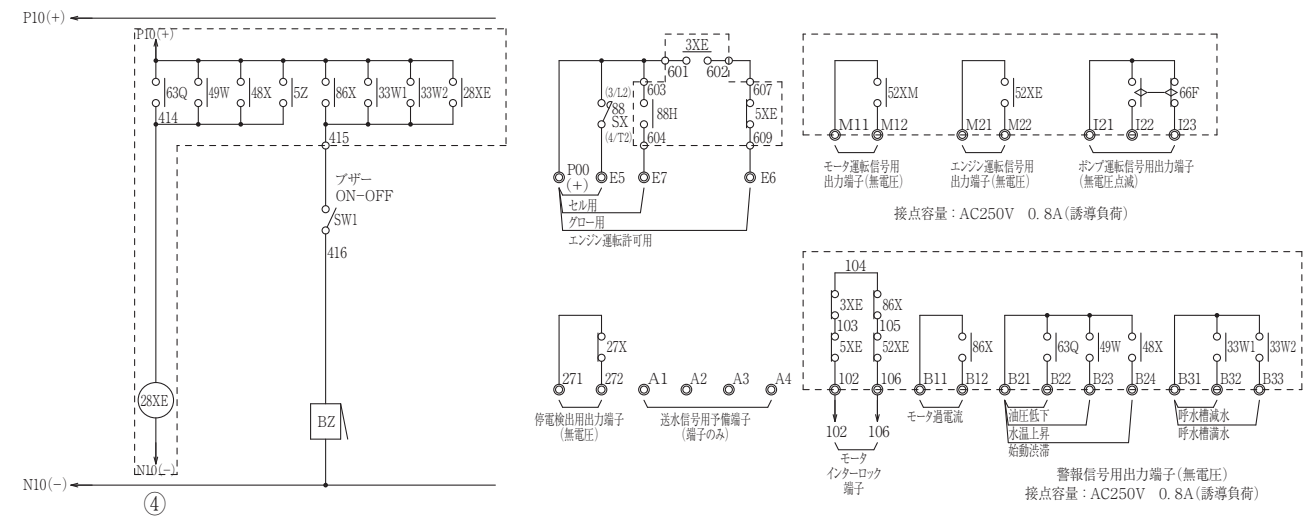 P10(+)
P10(+)
63Q
49W
48X
5Z
86X
33W1
33W2
28XE
414
415
ブザー
ON-OFF
SW1
416
28XE
BZ
N10(-)
N10(-)
④
3XE
601
602
603
607
(3/L2)
88
SX
(4/T2)
88H
5XE
604
609
P00
(+)
E5
E7
E6
セル用
グロー用
エンジン運転許可用
52XM
52XE
66F
M11
M12
M21
M22
I21
I22
I23
モータ運転信号用
出力端子(無電圧)
エンジン運転信号用
出力端子(無電圧)
ポンプ運転信号用出力端子
(無電圧点滅)
接点容量:AC250V 0.8A(誘導負荷)
27X
271
272
A1
A2
A3
A4
停電検出用出力端子
(無電圧)
送水信号用予備端子
(端子のみ)
104
3XE
86X
103
105
5XE
52XE
86X
63Q
49W
48X
33W1
33W2
102
106
B11
B12
B21
B22
B23
B24
B31
B32
B33
102
106
モータ
インターロック
端子
モータ過電流
油圧低下
水温上昇
始動渋滞
呼水槽減水
呼水槽満水
警報信号用出力端子(無電圧)
接点容量:AC250V 0.8A(誘導負荷)